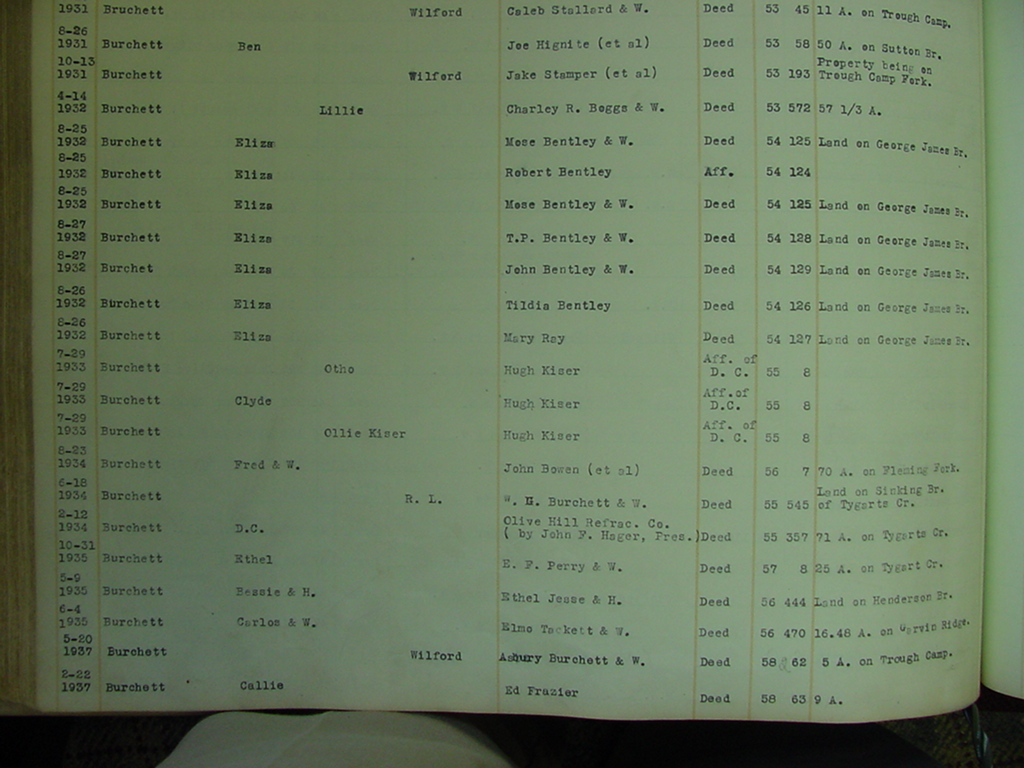 1931 Bruchett Wilford Caleb Stallard & W. Deed 53 45 11 A. on Trough Camp.
8-26
1931 Burchett Ben Joe Hignite (et al) Deed 53 58 50 A. on Sutton Br.
10-13 Property being on
1931 Burchett Wilford Jake Stamper (et al) Deed 53 193 Trough Camp Fork.
4-14
1932 Burchett Lillie Charley R. Boggs & W. Deed 53 572 57 1/3 A.
8-25
1932 Burchett Eliza Mose Bentley & W. Deed 54 125 Land on George James Br.
8-25
1932 Burchett Eliza Robert Bentley Aff. 54 124
8-25
1932 Burchett Eliza Mose Bentley & W. Deed 54 125 Land on George James Br.
8-27
1932 Burchett Eliza T.P. Bentley & W. Deed 54 128 Land on George James Br.
8-27
1932 Burchet Eliza John Bentley & W. Deed 54 129 Land on George James Br.
8-26
1932 Burchett Eliza Tildia Bentley Deed 54 126 Land on George James Br.
8-26
1932 Burchett Eliza Mary Ray Deed 54 127 Land on George James Br.
7-29 Aff. of
1933 Burchett Otho Hugh Kiser D. C. 55 8
7-29 Aff.of
1933 Burchett Clyde Hugh Kiser D.C. 55 8
7-29 Aff. of
1933 Burchett Ollie Kiser Hugh Kiser D. C. 55 8
8-23
1934 Burchett Fred & W. John Bowen (et al) Deed 56 7 70 A. on Fleming Fork.
6-18 Land on Sinking Br.
1934 Burchett R. L. W. Burchett & W. Deed 55 545 of Tygarts Cr.
2-12 Olive Hill Refrac. Co.
1934 Burchett D.C. ( by John F. Hager, Pres.) Deed 55 357 71 A. on Tygarts Cr.
10-31
1935 Burchett Ethel E. F. Perry & W. Deed 57 8 25 A. on Tygart Cr.
5-9
1935 Burchett Bessie & H. Ethel Jesse & H. Deed 56 444 Land on Henderson Br.
6-4
1935 Burchett Carlos & W. Elmo Tackett & W. Deed 56 470 16.48 A. on Garvin Ridge.
5-20
1937 Burchett Wilford Asbury Burchett & W. Deed 58 62 5 A. on Trough Camp.
2-22
1937 Burchett Callie Ed Frazier Deed 58 63 9 A.